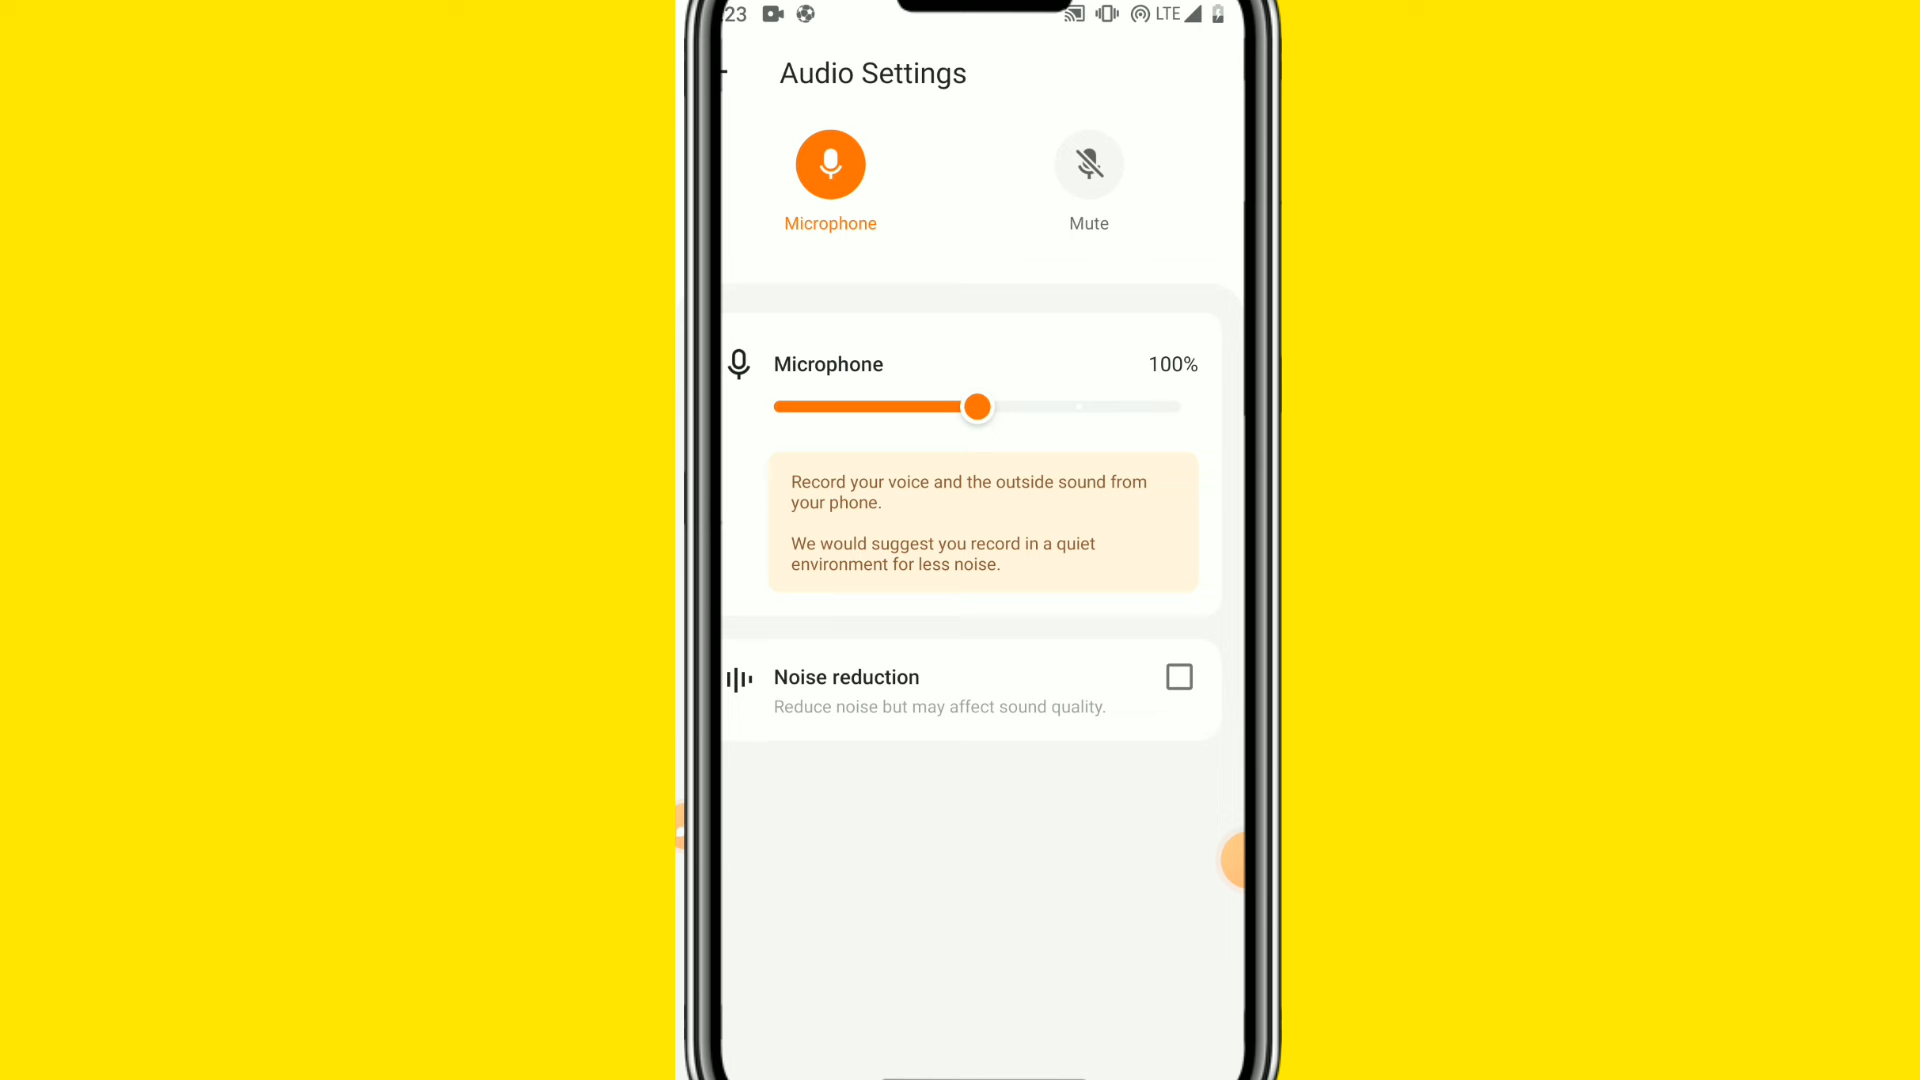 23 LTE
Audio Settings
Microphone Mute
Microphone 100%
Record your voice and the outside sound from
your phone.
We would suggest you record in a quiet
environment for less noise.
Noise reduction
Reduce noise but may affect sound quality.